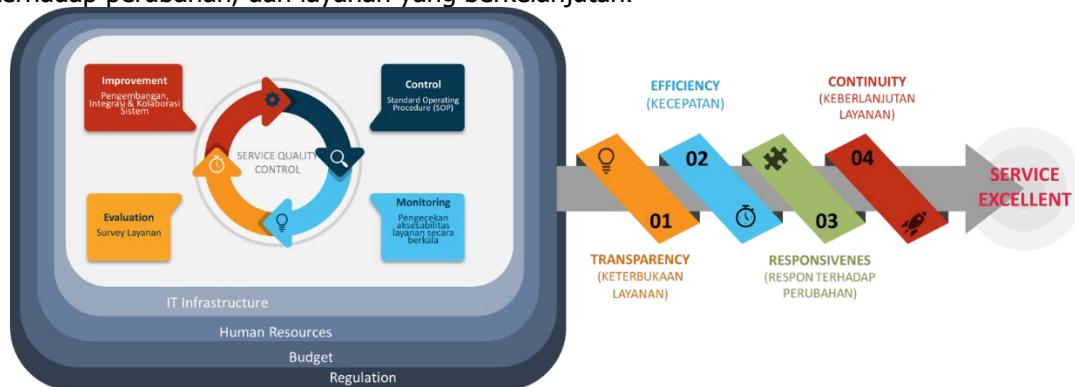 terhadap perubahan, dan layanan yang berkelanjutan.
Improvement
Pengembangan,
Integrasi & Kolaborasi
Sistem
Control
Standard Operating
Procedure (SOP)
SERVICE QUALITY
CONTROL
Evaluation
Survey Layanan
Monitoring
Pengecekan
aksesabilitas
layanan secara
berkala
IT Infrastructure
Human Resources
Budget
Regulation
01
TRANSPARENCY
(KETERBUKAAN
LAYANAN)
EFFICIENCY
(KECEPATAN)
02
03
RESPONSIVENES
(RESPON TERHADAP
PERUBAHAN)
CONTINUITY
(KEBERLANJUTAN
LAYANAN)
04
SERVICE
EXCELLENT